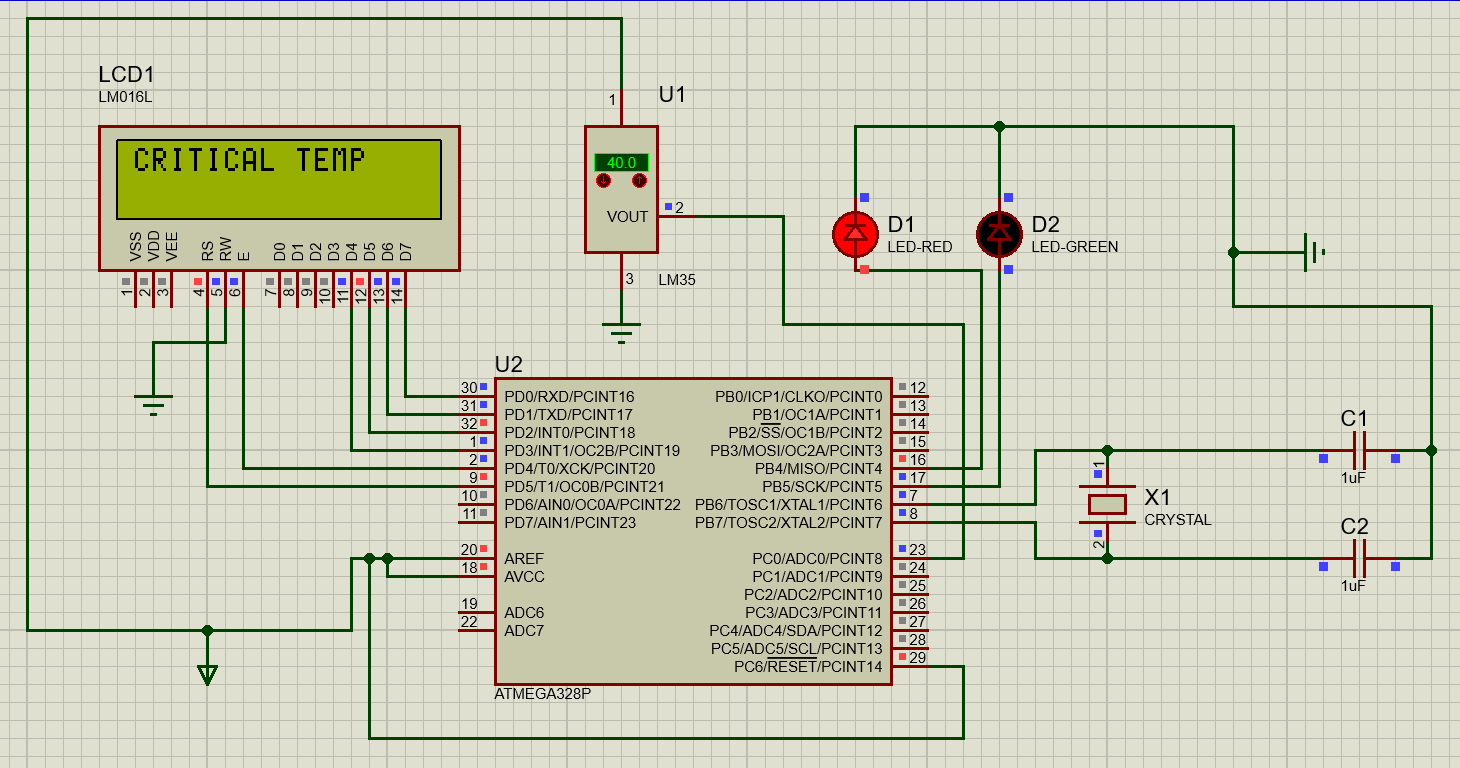 LCD1
LM016L
CRITICAL TEMP
VSS VDD VEE RS RW E D0 D1 D2 D3 D4 D5 D6 D7
1 2 3 4 5 6 7 8 9 10 11 12 13 14
U1
1
40.0
VOUT
2
3
LM35
D1
LED-RED
D2
LED-GREEN
U2
30 PD0/RXD/PCINT16
31 PD1/TXD/PCINT17
32 PD2/INT0/PCINT18
1 PD3/INT1/OC2B/PCINT19
2 PD4/T0/XCK/PCINT20
9 PD5/T1/OC0B/PCINT21
10 PD6/AIN0/OC0A/PCINT22
11 PD7/AIN1/PCINT23
20 AREF
18 AVCC
19 ADC6
22 ADC7
PB0/ICP1/CLKO/PCINT0 12
PB1/OC1A/PCINT1 13
PB2/SS/OC1B/PCINT2 14
PB3/MOSI/OC2A/PCINT3 15
PB4/MISO/PCINT4 16
PB5/SCK/PCINT5 17
PB6/TOSC1/XTAL1/PCINT6 7
PB7/TOSC2/XTAL2/PCINT7 8
PC0/ADC0/PCINT8 23
PC1/ADC1/PCINT9 24
PC2/ADC2/PCINT10 25
PC3/ADC3/PCINT11 26
PC4/ADC4/SDA/PCINT12 27
PC5/ADC5/SCL/PCINT13 28
PC6/RESET/PCINT14 29
ATMEGA328P
1
X1
CRYSTAL
2
C1
1uF
C2
1uF